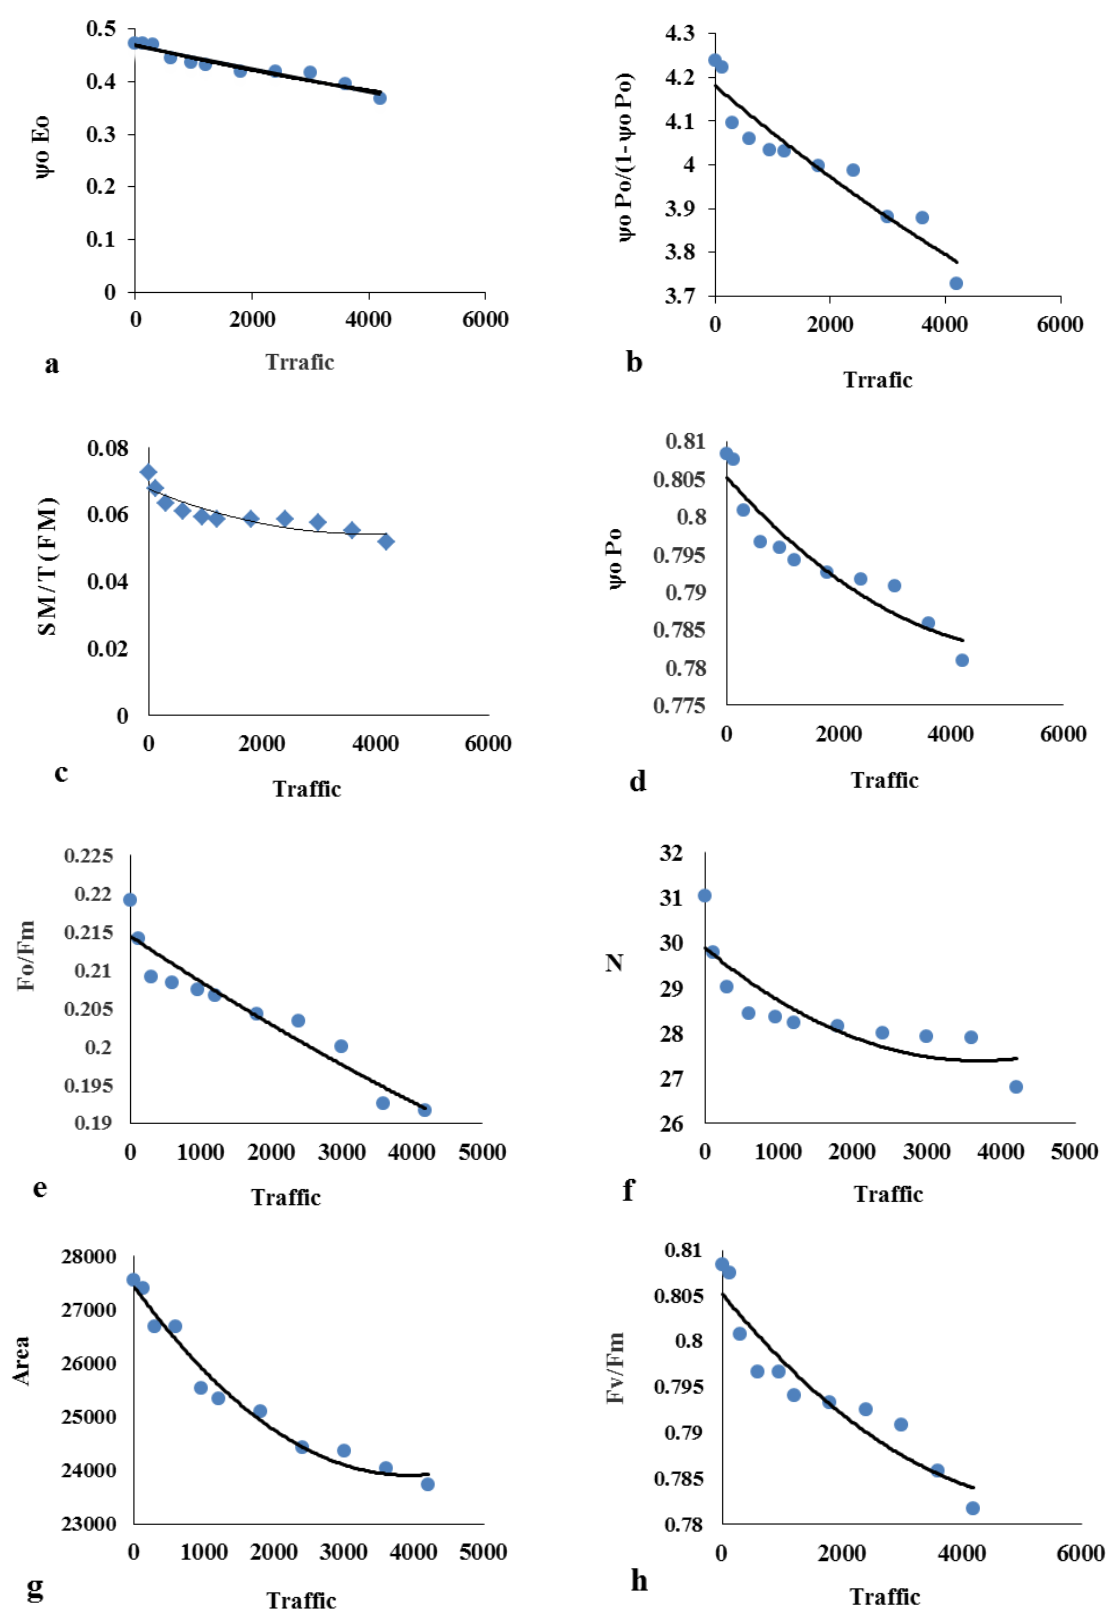 0.5
0.4
0.3
0.2
0.1
0
ψo Eo
0 2000 4000 6000
Trrafic
a
4.3
4.2
4.1
4
3.9
3.8
3.7
ψo Po/(1- ψo Po)
0 2000 4000 6000
Trrafic
b
0.08
0.06
0.04
0.02
0
SM/T(FM)
0 2000 4000 6000
Traffic
c
0.81
0.805
0.8
0.795
0.79
0.785
0.78
0.775
ψo Po
0 2000 4000 6000
Traffic
d
0.225
0.22
0.215
0.21
0.205
0.2
0.195
0.19
Fo/Fm
0 1000 2000 3000 4000 5000
Traffic
e
32
31
30
29
28
27
26
N
0 1000 2000 3000 4000 5000
Traffic
f
28000
27000
26000
25000
24000
23000
Area
0 1000 2000 3000 4000 5000
Traffic
g
0.81
0.805
0.8
0.795
0.79
0.785
0.78
Fv/Fm
0 2000 4000 6000
Traffic
h